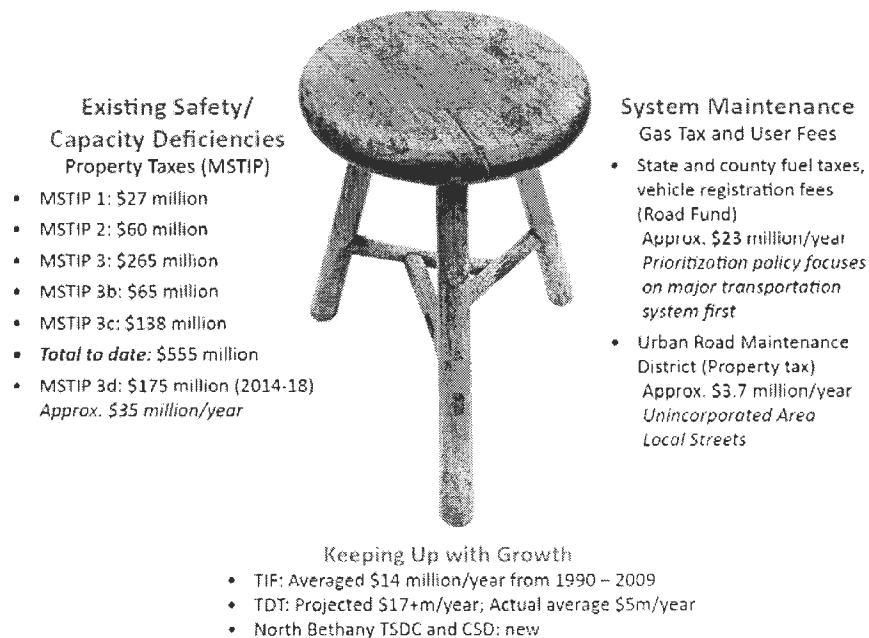 Existing Safety/
Capacity Deficiencies
Property Taxes (MSTIP)
• MSTIP 1: $27 million
• MSTIP 2: $60 million
• MSTIP 3: $265 million
• MSTIP 3b: $65 million
• MSTIP 3c: $138 million
• Total to date: $555 million
• MSTIP 3d: $175 million (2014-18)
Approx. $35 million/year
System Maintenance
Gas Tax and User Fees
• State and county fuel taxes,
vehicle registration fees
(Road Fund)
Approx. $23 million/year
Prioritization policy focuses
on major transportation
system first
• Urban Road Maintenance
District (Property tax)
Approx. $3.7 million/year
Unincorporated Area
Local Streets
Keeping Up with Growth
• TIF: Averaged $14 million/year from 1990 – 2009
• TDT: Projected $17+m/year; Actual average $5m/year
• North Bethany TSDC and CSD: new